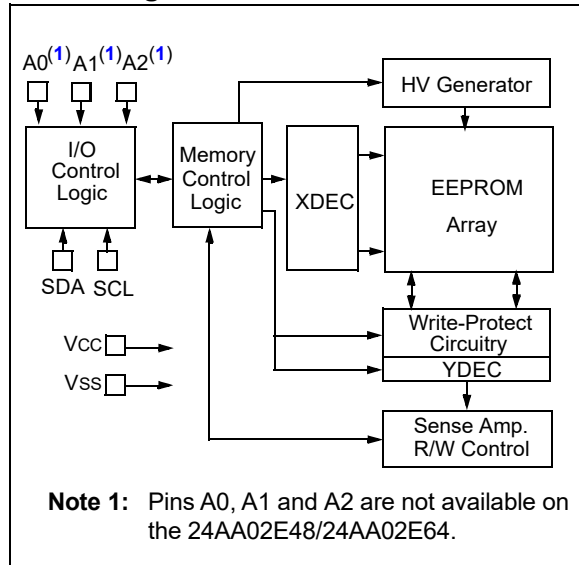 A0(1) A1(1) A2(1)
HV Generator
I/O
Control
Logic
Memory
Control
Logic
XDEC
EEPROM
Array
SDA SCL
VCC
VSS
Write-Protect
Circuitry
YDEC
Sense Amp.
R/W Control
Note 1: Pins A0, A1 and A2 are not available on
the 24AA02E48/24AA02E64.